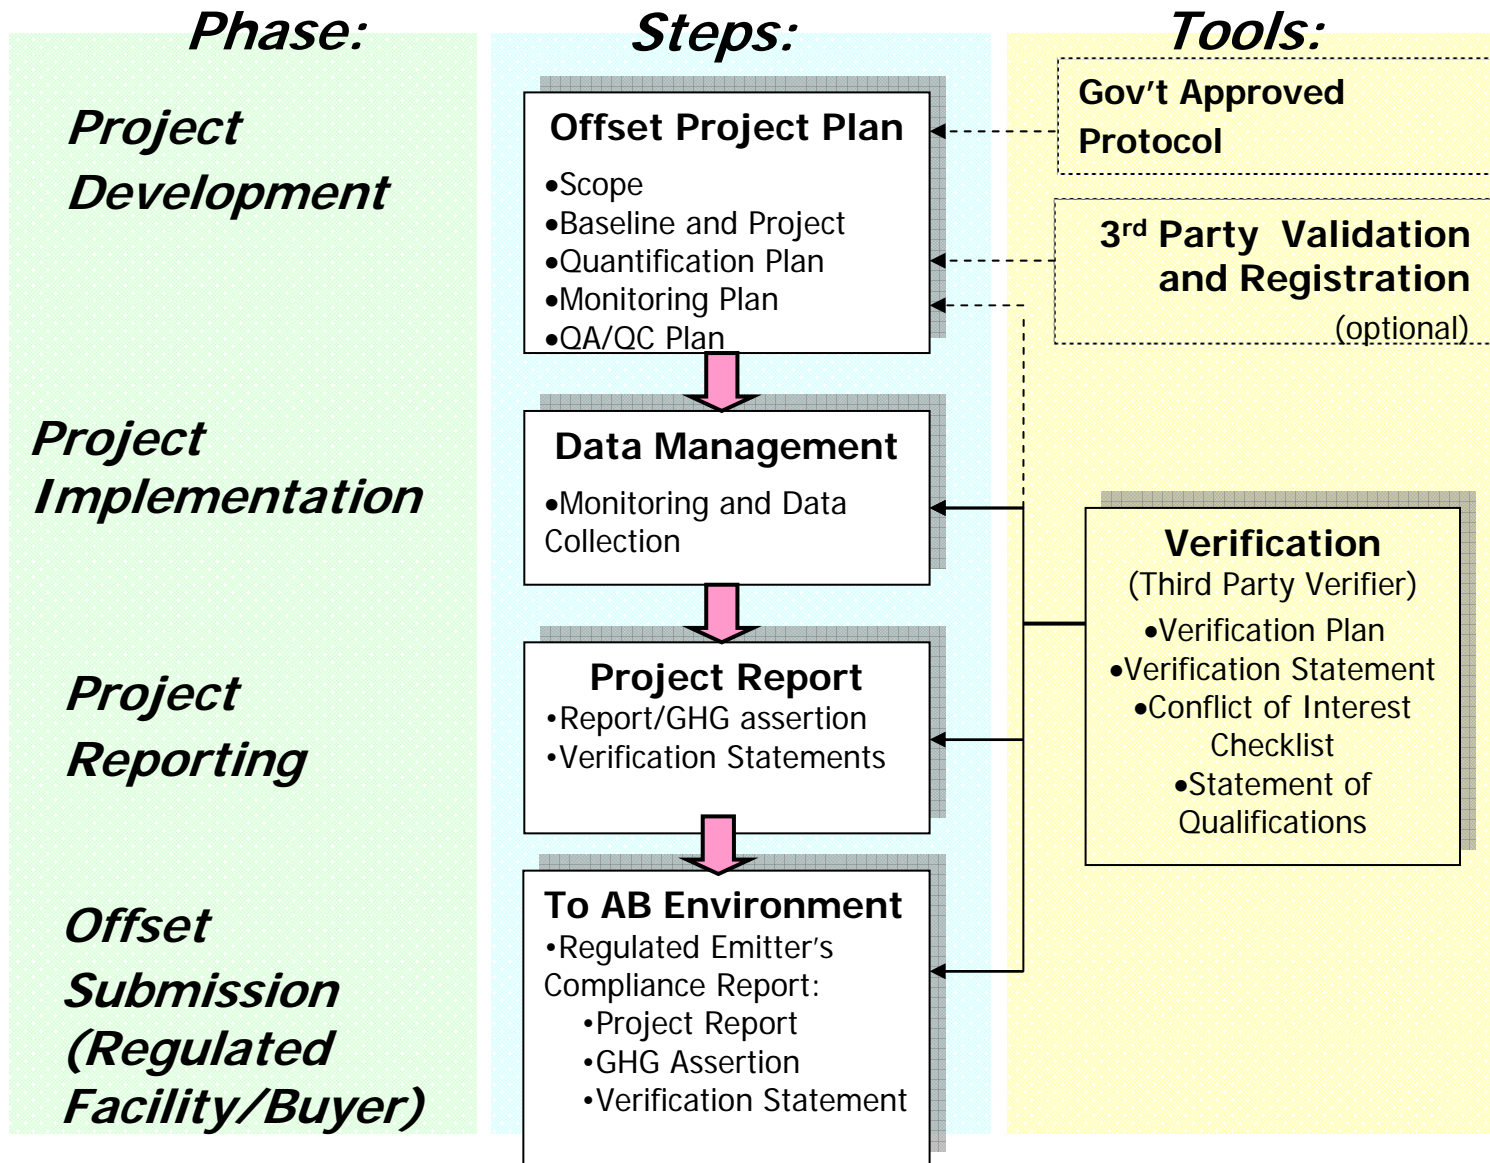 Phase:
Steps:
Tools:
Project
Development
Offset Project Plan
•Scope
•Baseline and Project
•Quantification Plan
•Monitoring Plan
•QA/QC Plan
Gov't Approved
Protocol
3rd Party Validation
and Registration
(optional)
Project
Implementation
Data Management
•Monitoring and Data
Collection
Verification
(Third Party Verifier)
•Verification Plan
•Verification Statement
•Conflict of Interest
Checklist
•Statement of
Qualifications
Project
Reporting
Project Report
•Report/GHG assertion
•Verification Statements
Offset
Submission
(Regulated
Facility/Buyer)
To AB Environment
•Regulated Emitter's
Compliance Report:
•Project Report
•GHG Assertion
•Verification Statement